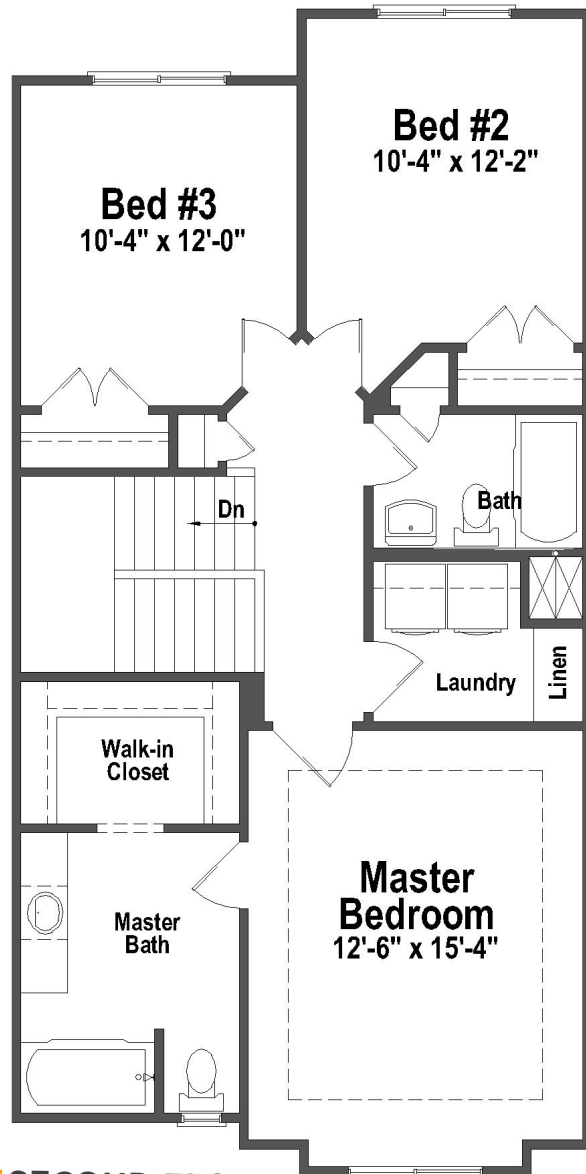 Bed #2
10'-4" x 12'-2"
Bed #3
10'-4" x 12'-0"
Dn
Bath
Laundry
Linen
Walk-in
Closet
Master
Bath
Master
Bedroom
12'-6" x 15'-4"
SECOND